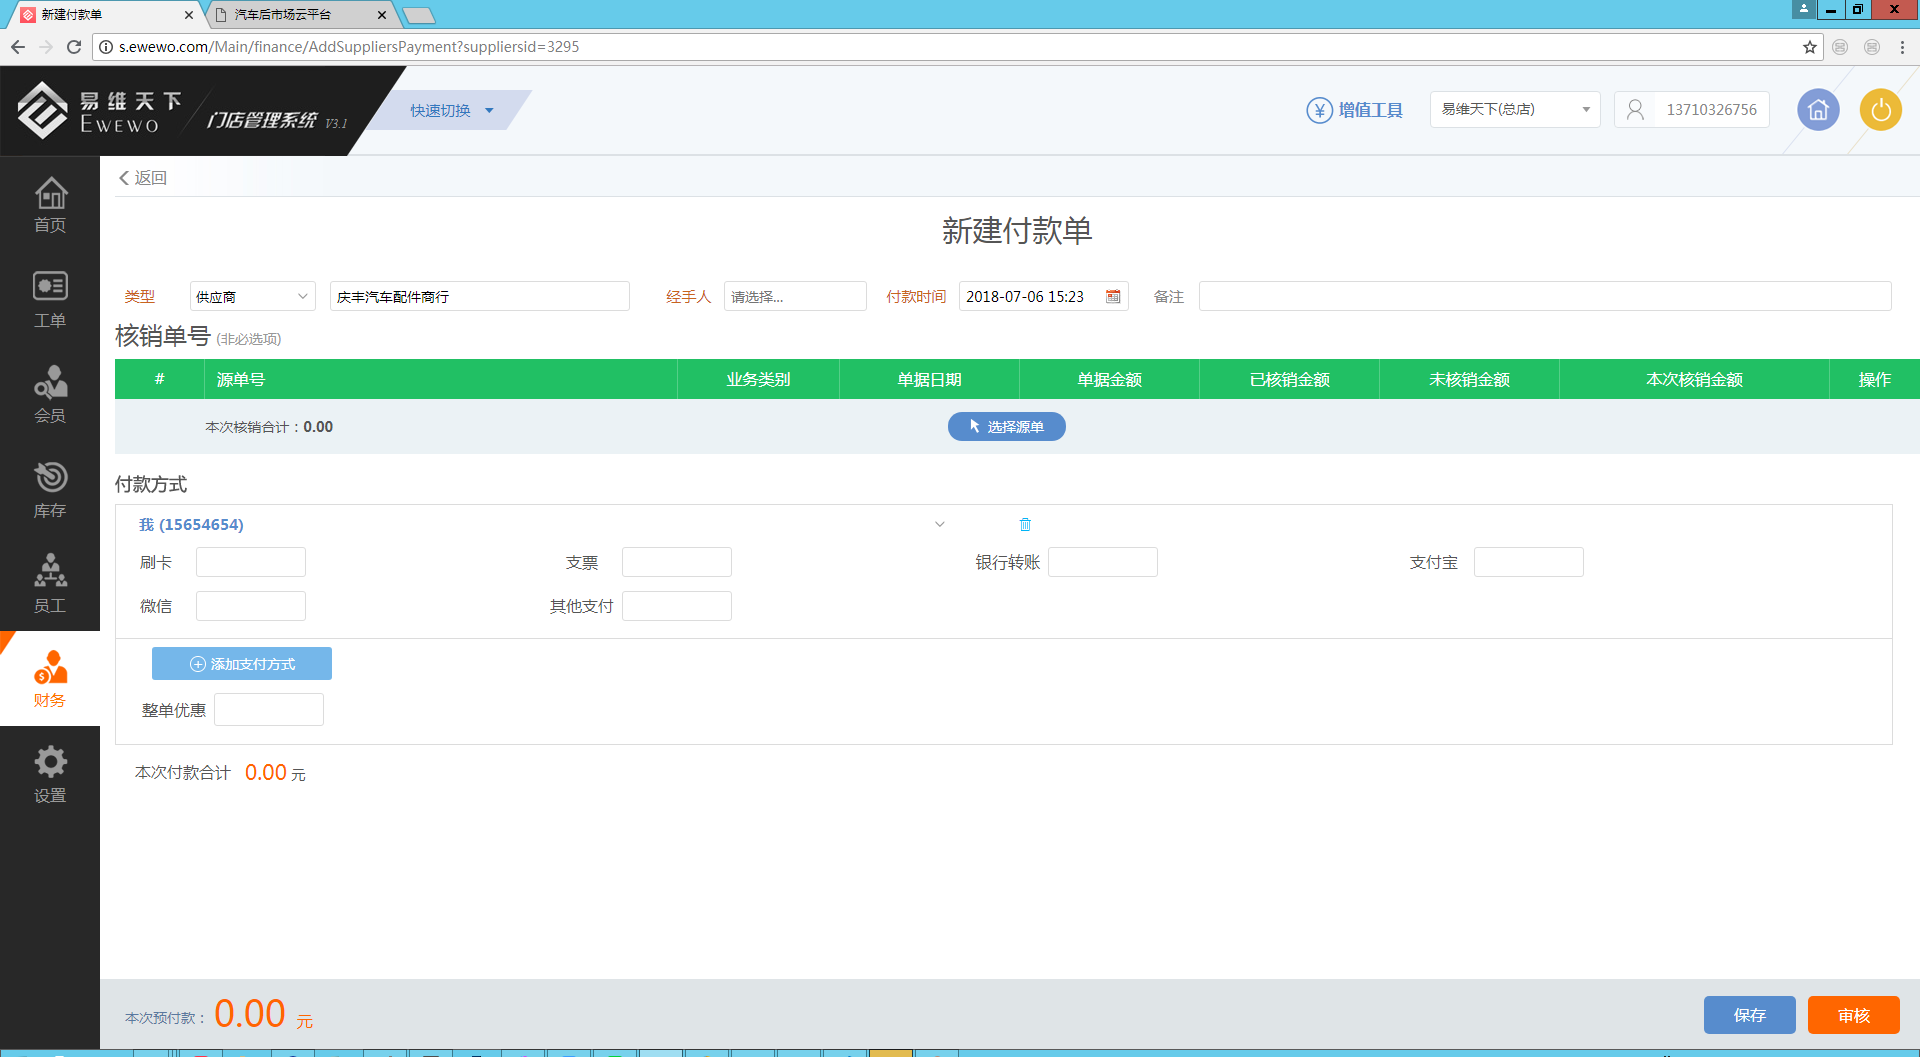 新建付款单
汽车后市场云平台
s.ewewo.com/Main/finance/AddSuppliersPayment?suppliersid=3295
易维天下
EWEWO
门店管理系统 V3.1
快速切换
增值工具
易维天下(总店)
13710326756
返回
首页
工单
会员
库存
员工
财务
设置
新建付款单
类型 供应商 庆丰汽车配件商行 经手人 请选择... 付款时间 2018-07-06 15:23 备注
核销单号 (非必选项)
# 源单号 业务类别 单据日期 单据金额 已核销金额 未核销金额 本次核销金额 操作
本次核销合计：0.00 选择源单
付款方式
我 (15654654)
刷卡 支票 银行转账 支付宝
微信 其他支付
添加支付方式
整单优惠
本次付款合计 0.00 元
本次预付款： 0.00 元
保存 审核